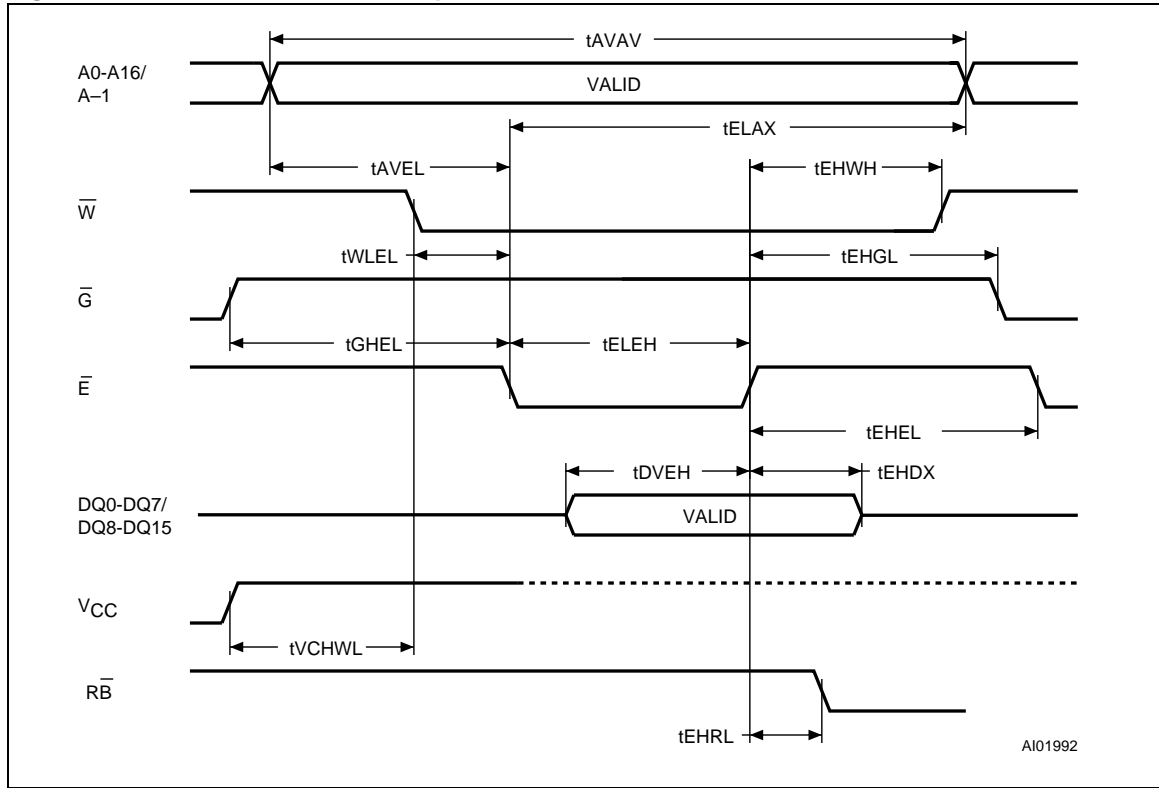 tAVAV
A0-A16/
A–1
VALID
tELAX
tAVEL
tEHWH
W̅
tWLEL
tEHGL
G̅
tGHEL
tELEH
E̅
tEHEL
tDVEH
tEHDX
DQ0-DQ7/
DQ8-DQ15
VALID
VCC
tVCHWL
RB̅
tEHRL
AI01992